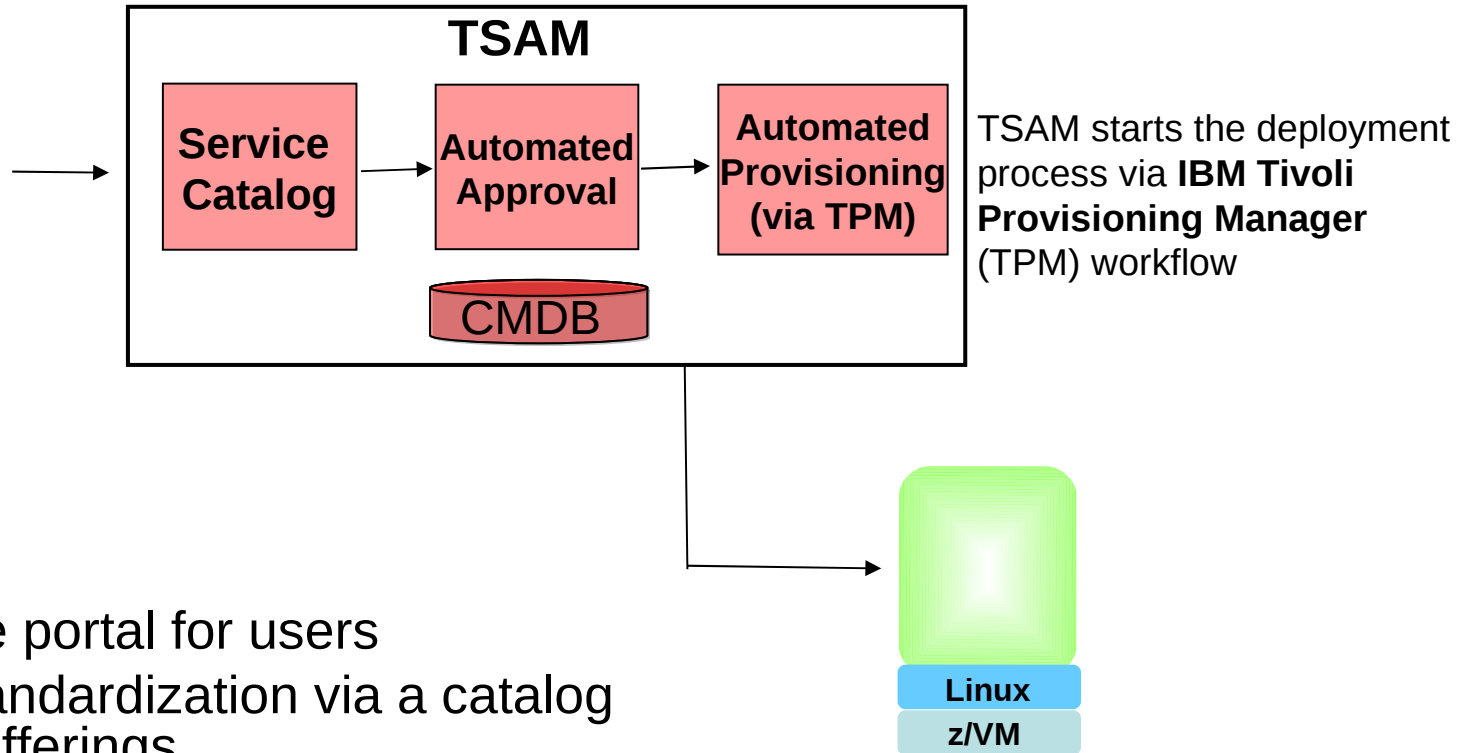 TSAM
Service
Catalog
Automated
Approval
Automated
Provisioning
(via TPM)
CMDB
TSAM starts the deployment
process via IBM Tivoli
Provisioning Manager
(TPM) workflow
portal for users
via a catalog
Linux
z/VM